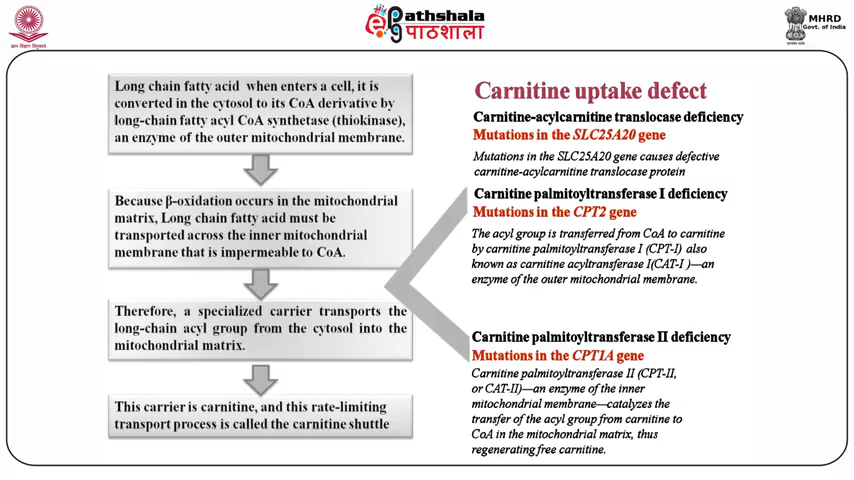 ज्ञान-विज्ञान विमुक्तये
ePathshala
पाठशाला
MHRD
Govt. of India
Long chain fatty acid when enters a cell, it is
converted in the cytosol to its CoA derivative by
long-chain fatty acyl CoA synthetase (thiokinase),
an enzyme of the outer mitochondrial membrane.
Because β-oxidation occurs in the mitochondrial
matrix, Long chain fatty acid must be
transported across the inner mitochondrial
membrane that is impermeable to CoA.
Therefore, a specialized carrier transports the
long-chain acyl group from the cytosol into the
mitochondrial matrix.
This carrier is carnitine, and this rate-limiting
transport process is called the carnitine shuttle
Carnitine uptake defect
Carnitine-acylcarnitine translocase deficiency
Mutations in the SLC25A20 gene
Mutations in the SLC25A20 gene causes defective
carnitine-acylcarnitine translocase protein
Carnitine palmitoyltransferase I deficiency
Mutations in the CPT2 gene
The acyl group is transferred from CoA to carnitine
by carnitine palmitoyltransferase I (CPT-I) also
known as carnitine acyltransferase I(CAT-I )—an
enzyme of the outer mitochondrial membrane.
Carnitine palmitoyltransferase II deficiency
Mutations in the CPT1A gene
Carnitine palmitoyltransferase II (CPT-II,
or CAT-II)—an enzyme of the inner
mitochondrial membrane—catalyzes the
transfer of the acyl group from carnitine to
CoA in the mitochondrial matrix, thus
regenerating free carnitine.